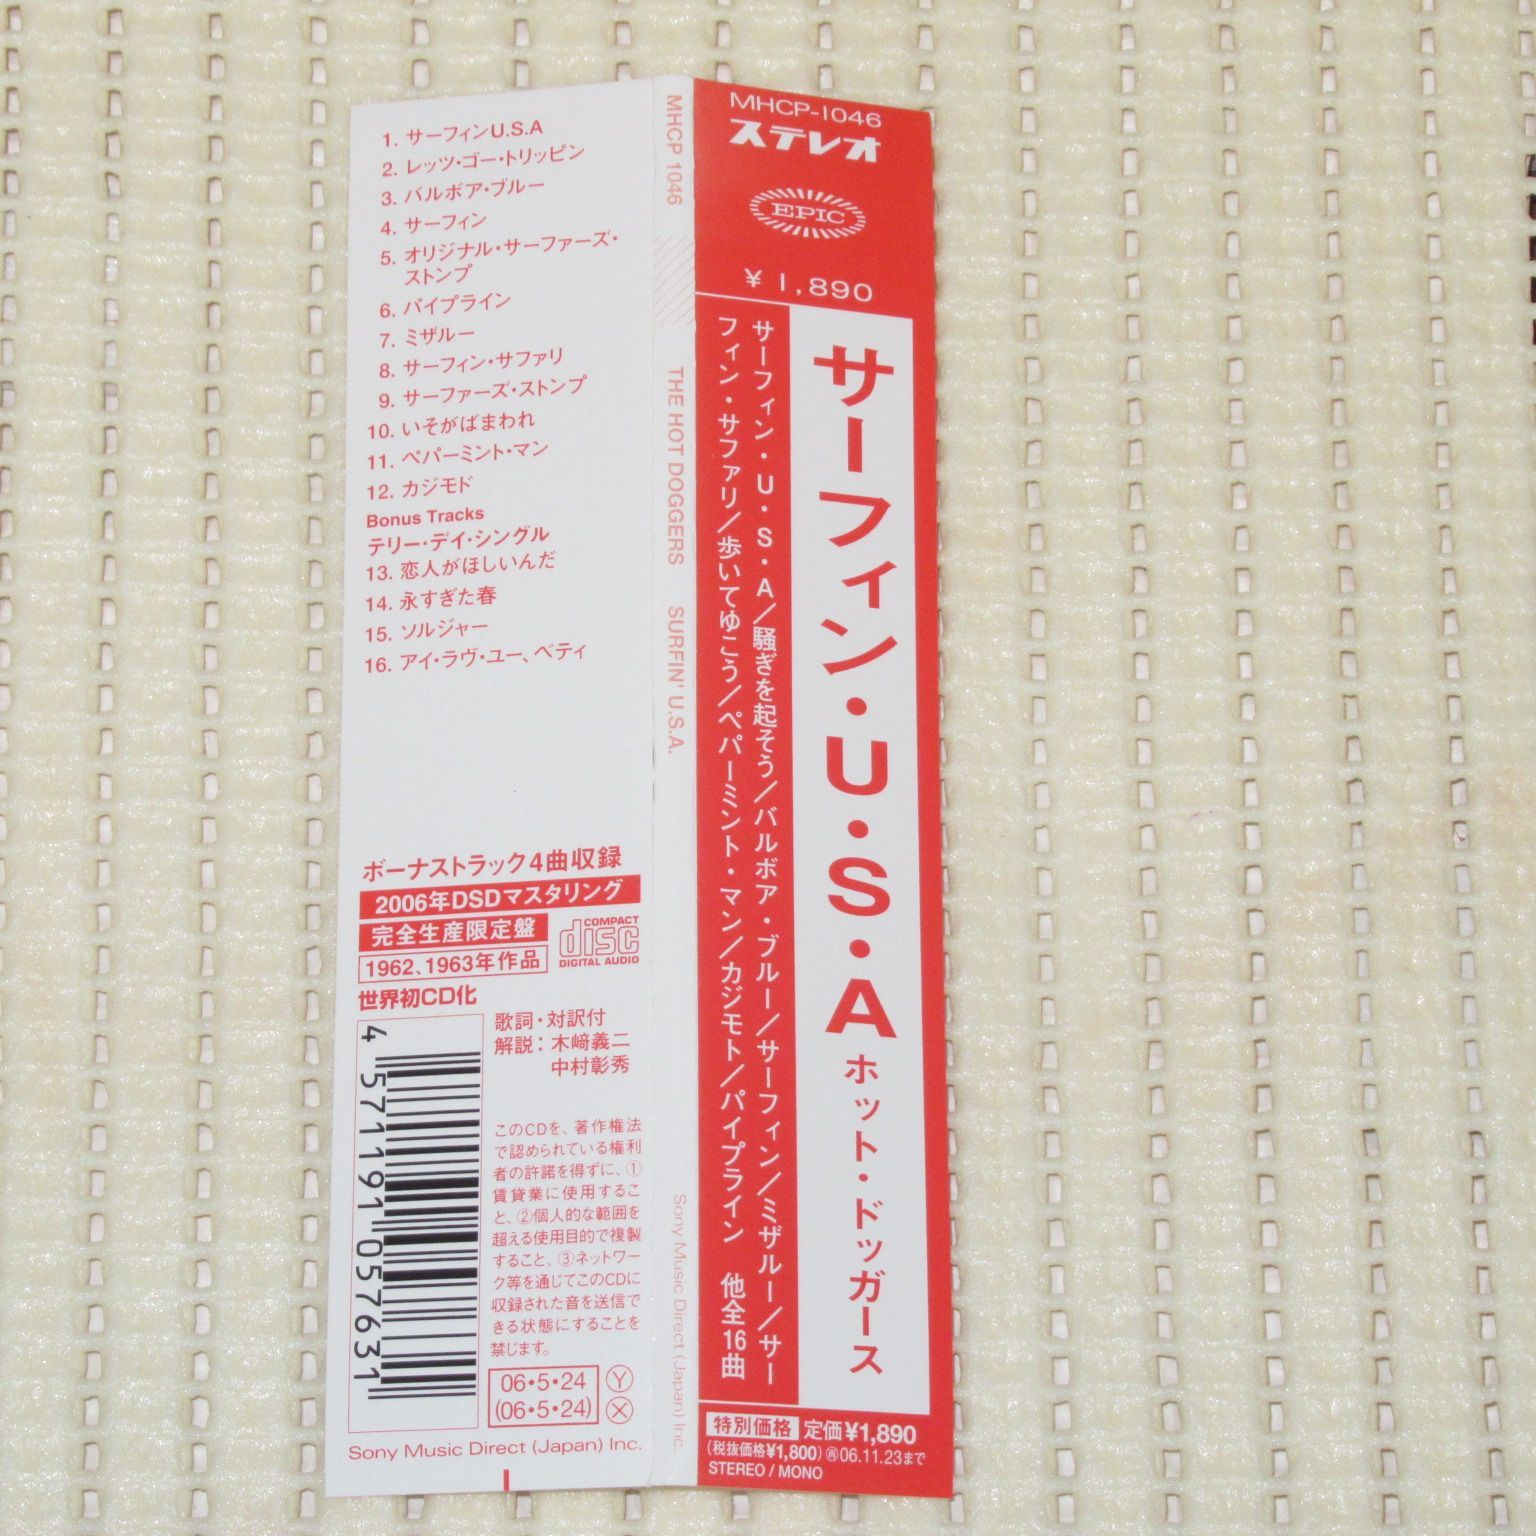 1. サーフィンU.S.A
2. レッツ・ゴー・トリッピン
3. バルボア・ブルー
4. サーフィン
5. オリジナル・サーファーズ・
ストンプ
6. パイプライン
7. ミザルー
8. サーフィン・サファリ
9. サーファーズ・ストンプ
10. いそがばまわれ
11. ペパーミント・マン
12. カジモド
Bonus Tracks
テリー・デイ・シングル
13. 恋人がほしいんだ
14. 永すぎた春
15. ソルジャー
16. アイ・ラヴ・ユー、ベティ
ボーナストラック4曲収録
2006年DSDマスタリング
完全生産限定盤
1962、1963年作品
世界初CD化
COMPACT
disc
DIGITAL AUDIO
歌詞・対訳付
解説：木﨑義二
中村彰秀
4 571191 057631
このCDを、著作権法
で認められている権利
者の許諾を得ずに、①
賃貸業に使用するこ
と、②個人的な範囲を
超える使用目的で複製
すること、③ネットワー
ク等を通じてこのCDに
収録された音を送信で
きる状態にすることを
禁じます。
06・5・24 Ⓨ
(06・5・24) Ⓧ
Sony Music Direct (Japan) Inc.
MHCP 1046 THE HOT DOGGERS SURFIN' U.S.A. Sony Music Direct (Japan) Inc.
MHCP-1046
ステレオ
EPIC
¥ 1,890
サーフィン・U・S・A ホット・ドッガース
サーフィン・U・S・A／騒ぎを起そう／バルボア・ブルー／サーフィン／ミザルー／サー
フィン・サファリ／歩いてゆこう／ペパーミント・マン／カジモト／パイプライン 他全16曲
特別価格 定価¥1,890
(税抜価格¥1,800) ㊢06.11.23まで
STEREO / MONO